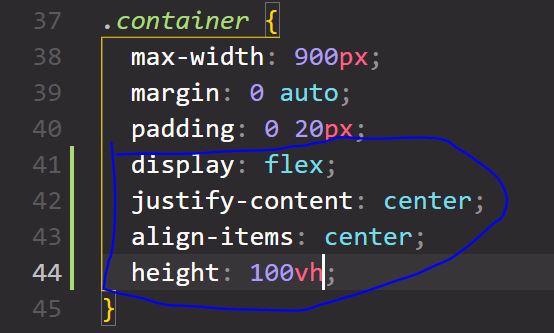 37 .container {
38 max-width: 900px;
39 margin: 0 auto;
40 padding: 0 20px;
41 display: flex;
42 justify-content: center;
43 align-items: center;
44 height: 100vh;
45 }